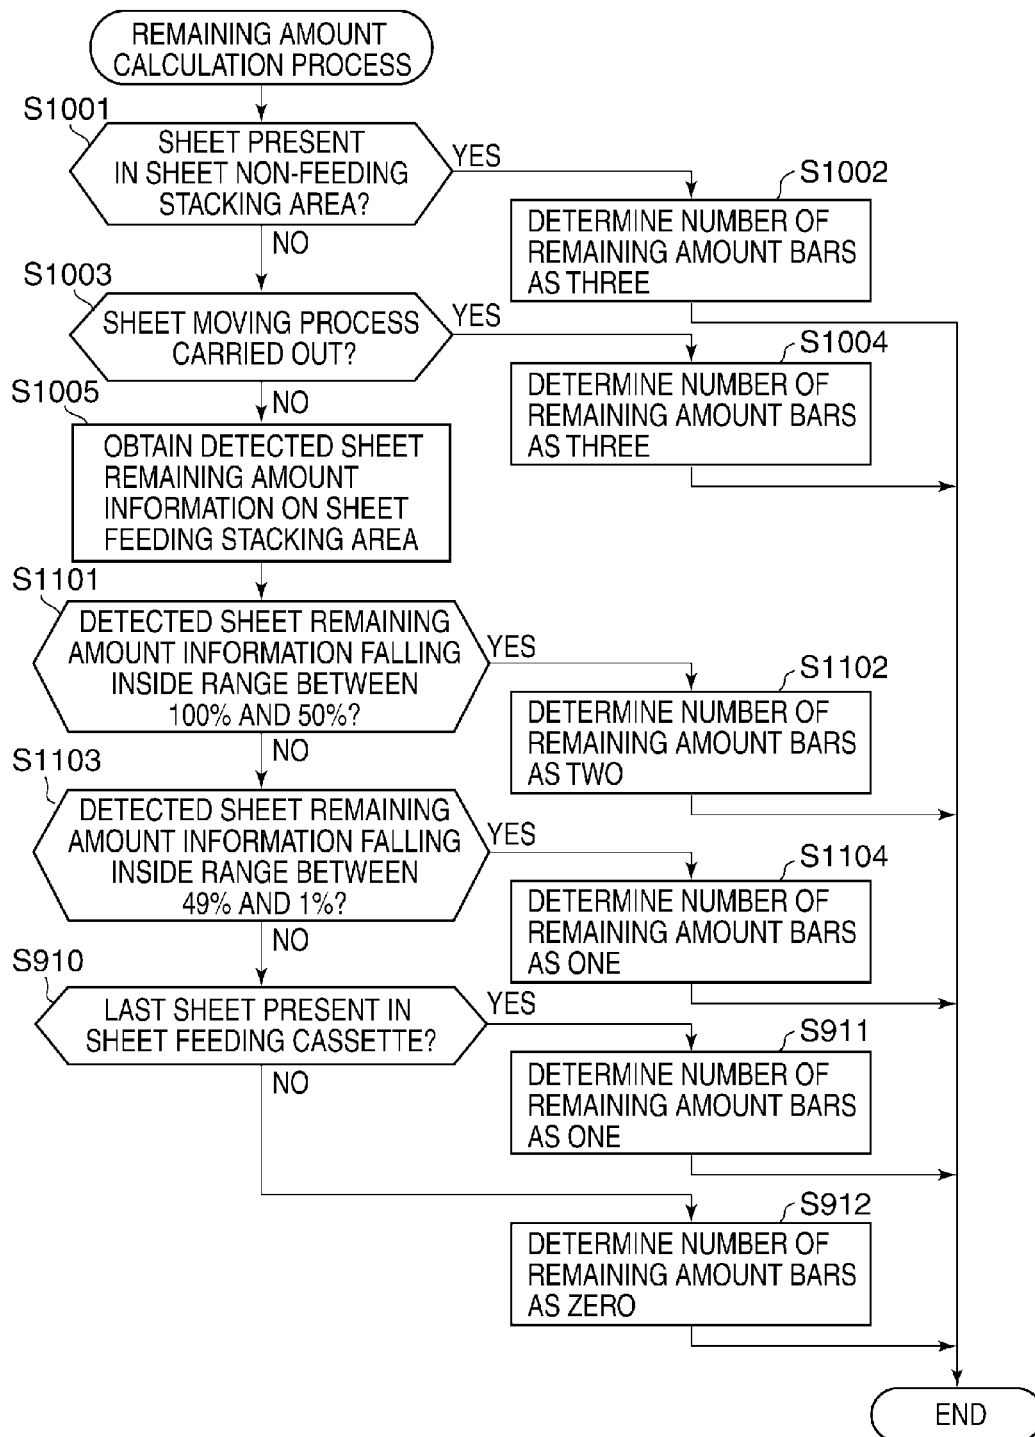 REMAINING AMOUNT
CALCULATION PROCESS
S1001
SHEET PRESENT
IN SHEET NON-FEEDING
STACKING AREA?
YES
NO
S1002
DETERMINE NUMBER OF
REMAINING AMOUNT BARS
AS THREE
S1003
SHEET MOVING PROCESS
CARRIED OUT?
YES
NO
S1004
DETERMINE NUMBER OF
REMAINING AMOUNT BARS
AS THREE
S1005
OBTAIN DETECTED SHEET
REMAINING AMOUNT
INFORMATION ON SHEET
FEEDING STACKING AREA
S1101
DETECTED SHEET REMAINING
AMOUNT INFORMATION FALLING
INSIDE RANGE BETWEEN
100% AND 50%?
YES
NO
S1102
DETERMINE NUMBER OF
REMAINING AMOUNT BARS
AS TWO
S1103
DETECTED SHEET REMAINING
AMOUNT INFORMATION FALLING
INSIDE RANGE BETWEEN
49% AND 1%?
YES
NO
S1104
DETERMINE NUMBER OF
REMAINING AMOUNT BARS
AS ONE
S910
LAST SHEET PRESENT IN
SHEET FEEDING CASSETTE?
YES
NO
S911
DETERMINE NUMBER OF
REMAINING AMOUNT BARS
AS ONE
S912
DETERMINE NUMBER OF
REMAINING AMOUNT BARS
AS ZERO
END